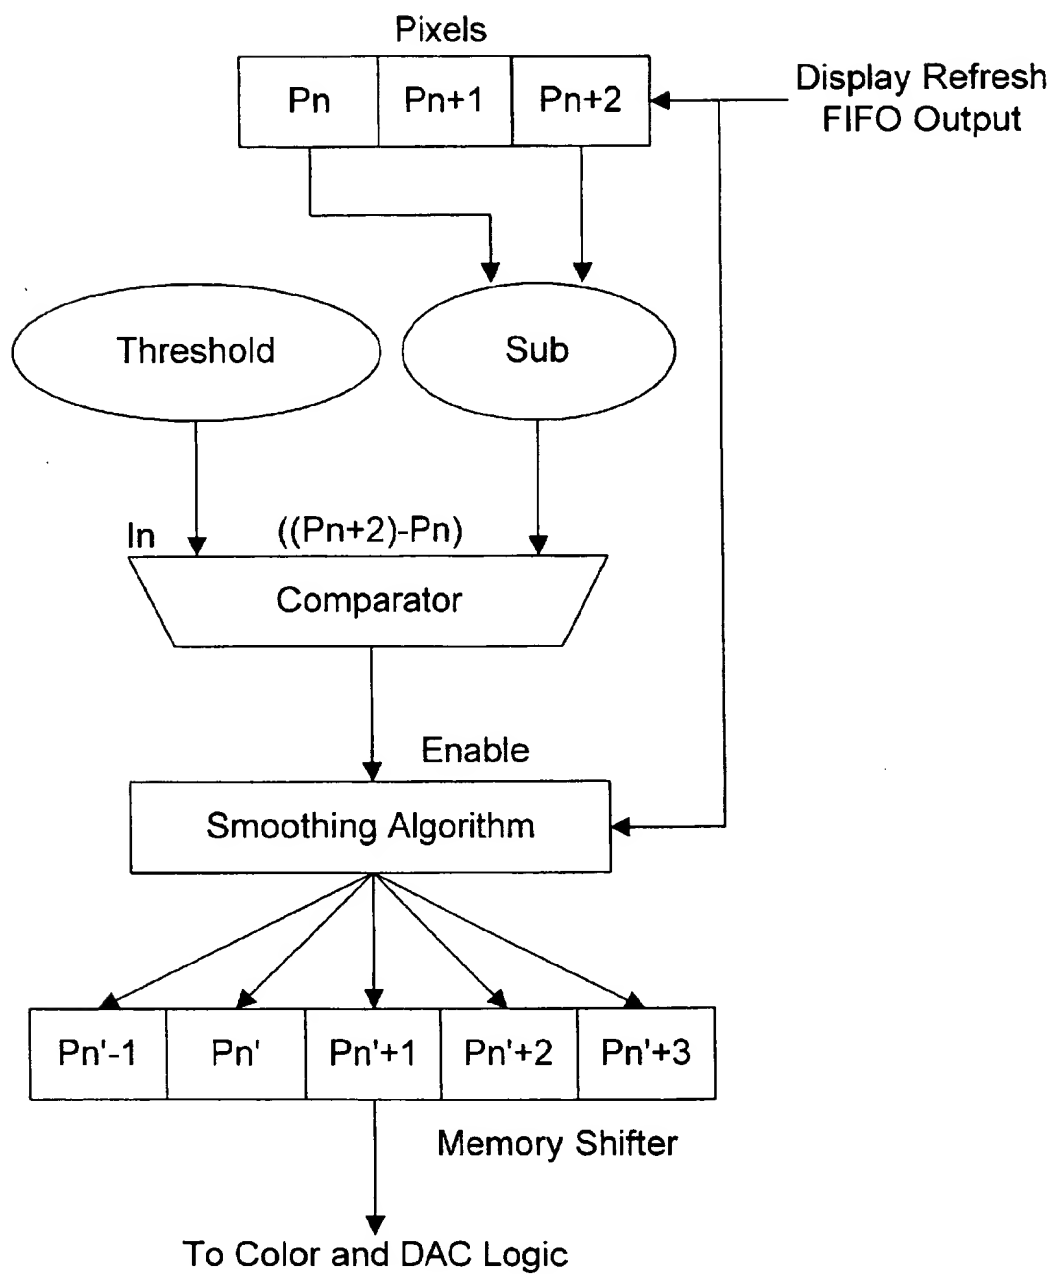 Pixels
Pn
Pn+1
Pn+2
Display Refresh
FIFO Output
Threshold
Sub
In
((Pn+2)-Pn)
Comparator
Enable
Smoothing Algorithm
Pn'-1
Pn'
Pn'+1
Pn'+2
Pn'+3
Memory Shifter
To Color and DAC Logic